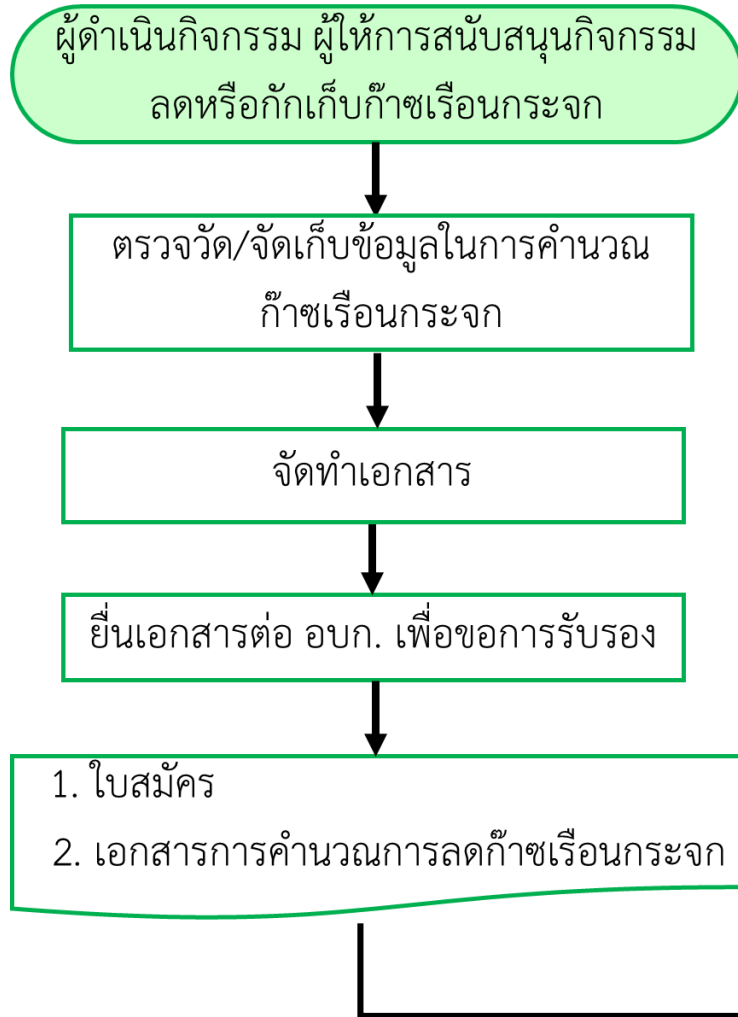 ผู้ดำเนินกิจกรรม ผู้ให้การสนับสนุนกิจกรรม
ลดหรือกักเก็บก๊าซเรือนกระจก
ตรวจวัด/จัดเก็บข้อมูลในการคำนวณ
ก๊าซเรือนกระจก
จัดทำเอกสาร
ยื่นเอกสารต่อ อบก. เพื่อขอการรับรอง
1. ใบสมัคร
2. เอกสารการคำนวณการลดก๊าซเรือนกระจก